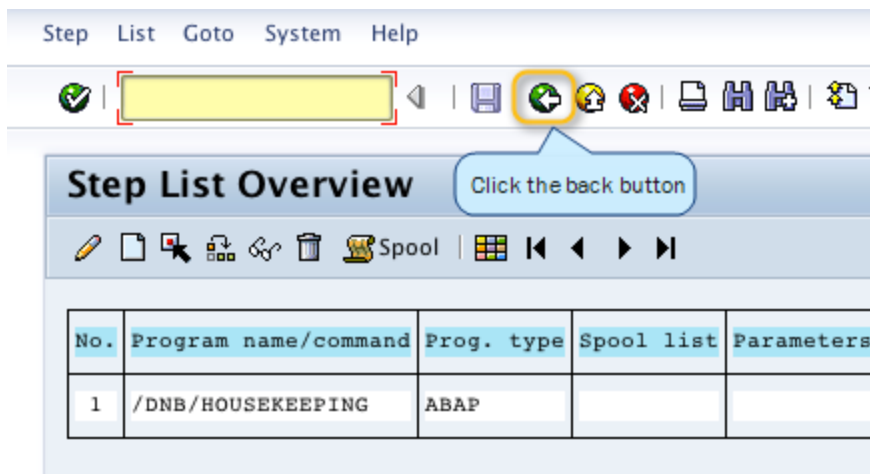 Step List Goto System Help
Step List Overview
Click the back button
Spool
No. Program name/command Prog. type Spool list Parameters
1 /DNB/HOUSEKEEPING ABAP